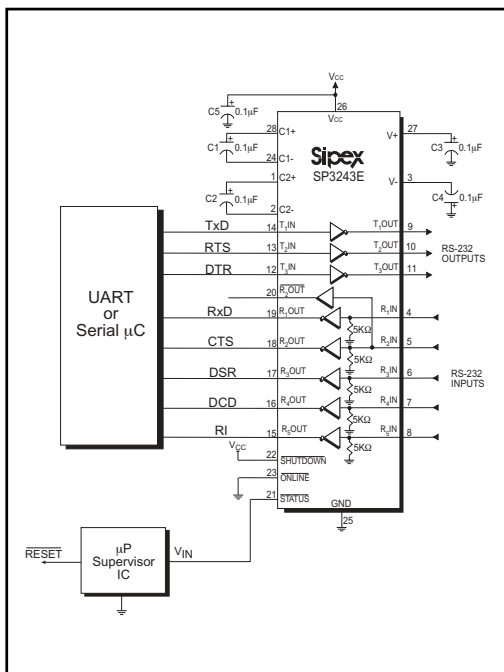 VCC
C5 + 0.1µF
26
VCC
28 C1+
C1 + 0.1µF
24 C1-
1 C2+
C2 + 0.1µF
2 C2-
Sipex
SP3243E
V+ 27
C3 + 0.1µF
V- 3
C4 + 0.1µF
UART
or
Serial µC
TxD 14 T1IN T1OUT 9
RTS 13 T2IN T2OUT 10
DTR 12 T3IN T3OUT 11
RS-232
OUTPUTS
20 R2OUT
RxD 19 R1OUT R1IN 4
5KΩ
CTS 18 R2OUT R2IN 5
5KΩ
DSR 17 R3OUT R3IN 6
5KΩ
DCD 16 R4OUT R4IN 7
5KΩ
RI 15 R5OUT R5IN 8
5KΩ
RS-232
INPUTS
VCC
22 SHUTDOWN
23 ONLINE
21 STATUS
GND
25
RESET
µP
Supervisor
IC
VIN